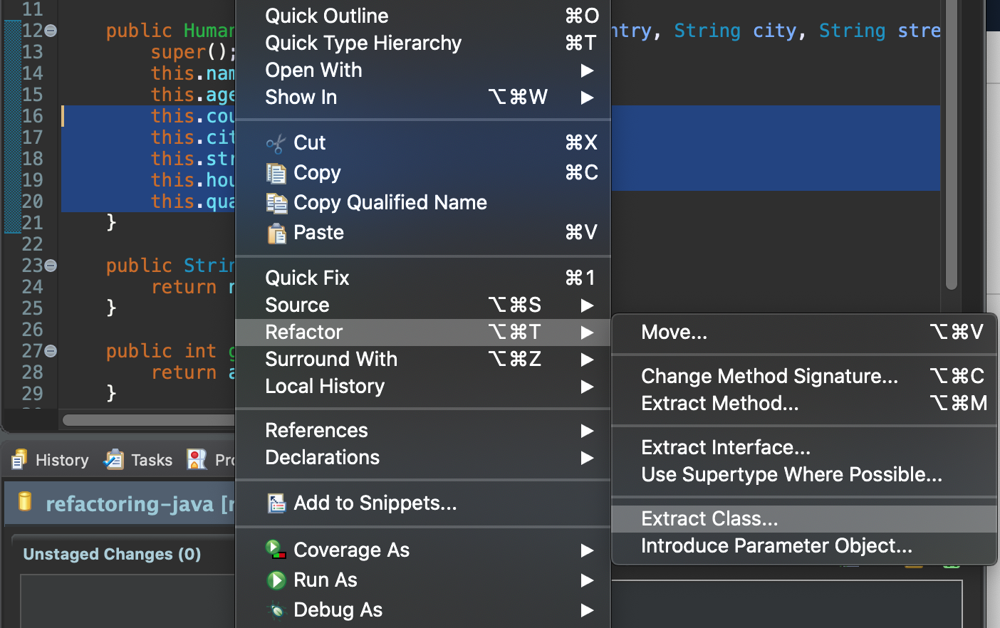 11
12 public Human
ntry, String city, String stre
13 super();
14 this.nam
15 this.age
16 this.cou
17 this.cit
18 this.str
19 this.hou
20 this.qua
21 }
22
23 public Strin
24 return
25 }
26
27 public int g
28 return a
29 }
Quick Outline ⌘O
Quick Type Hierarchy ⌘T
Open With ▶
Show In ⌥⌘W ▶
Cut ⌘X
Copy ⌘C
Copy Qualified Name
Paste ⌘V
Quick Fix ⌘1
Source ⌥⌘S ▶
Refactor ⌥⌘T ▶
Surround With ⌥⌘Z ▶
Local History ▶
References ▶
Declarations ▶
Add to Snippets...
Coverage As ▶
Run As ▶
Debug As ▶
Move... ⌥⌘V
Change Method Signature... ⌥⌘C
Extract Method... ⌥⌘M
Extract Interface...
Use Supertype Where Possible...
Extract Class...
Introduce Parameter Object...
History Tasks Pro
refactoring-java [r
Unstaged Changes (0)